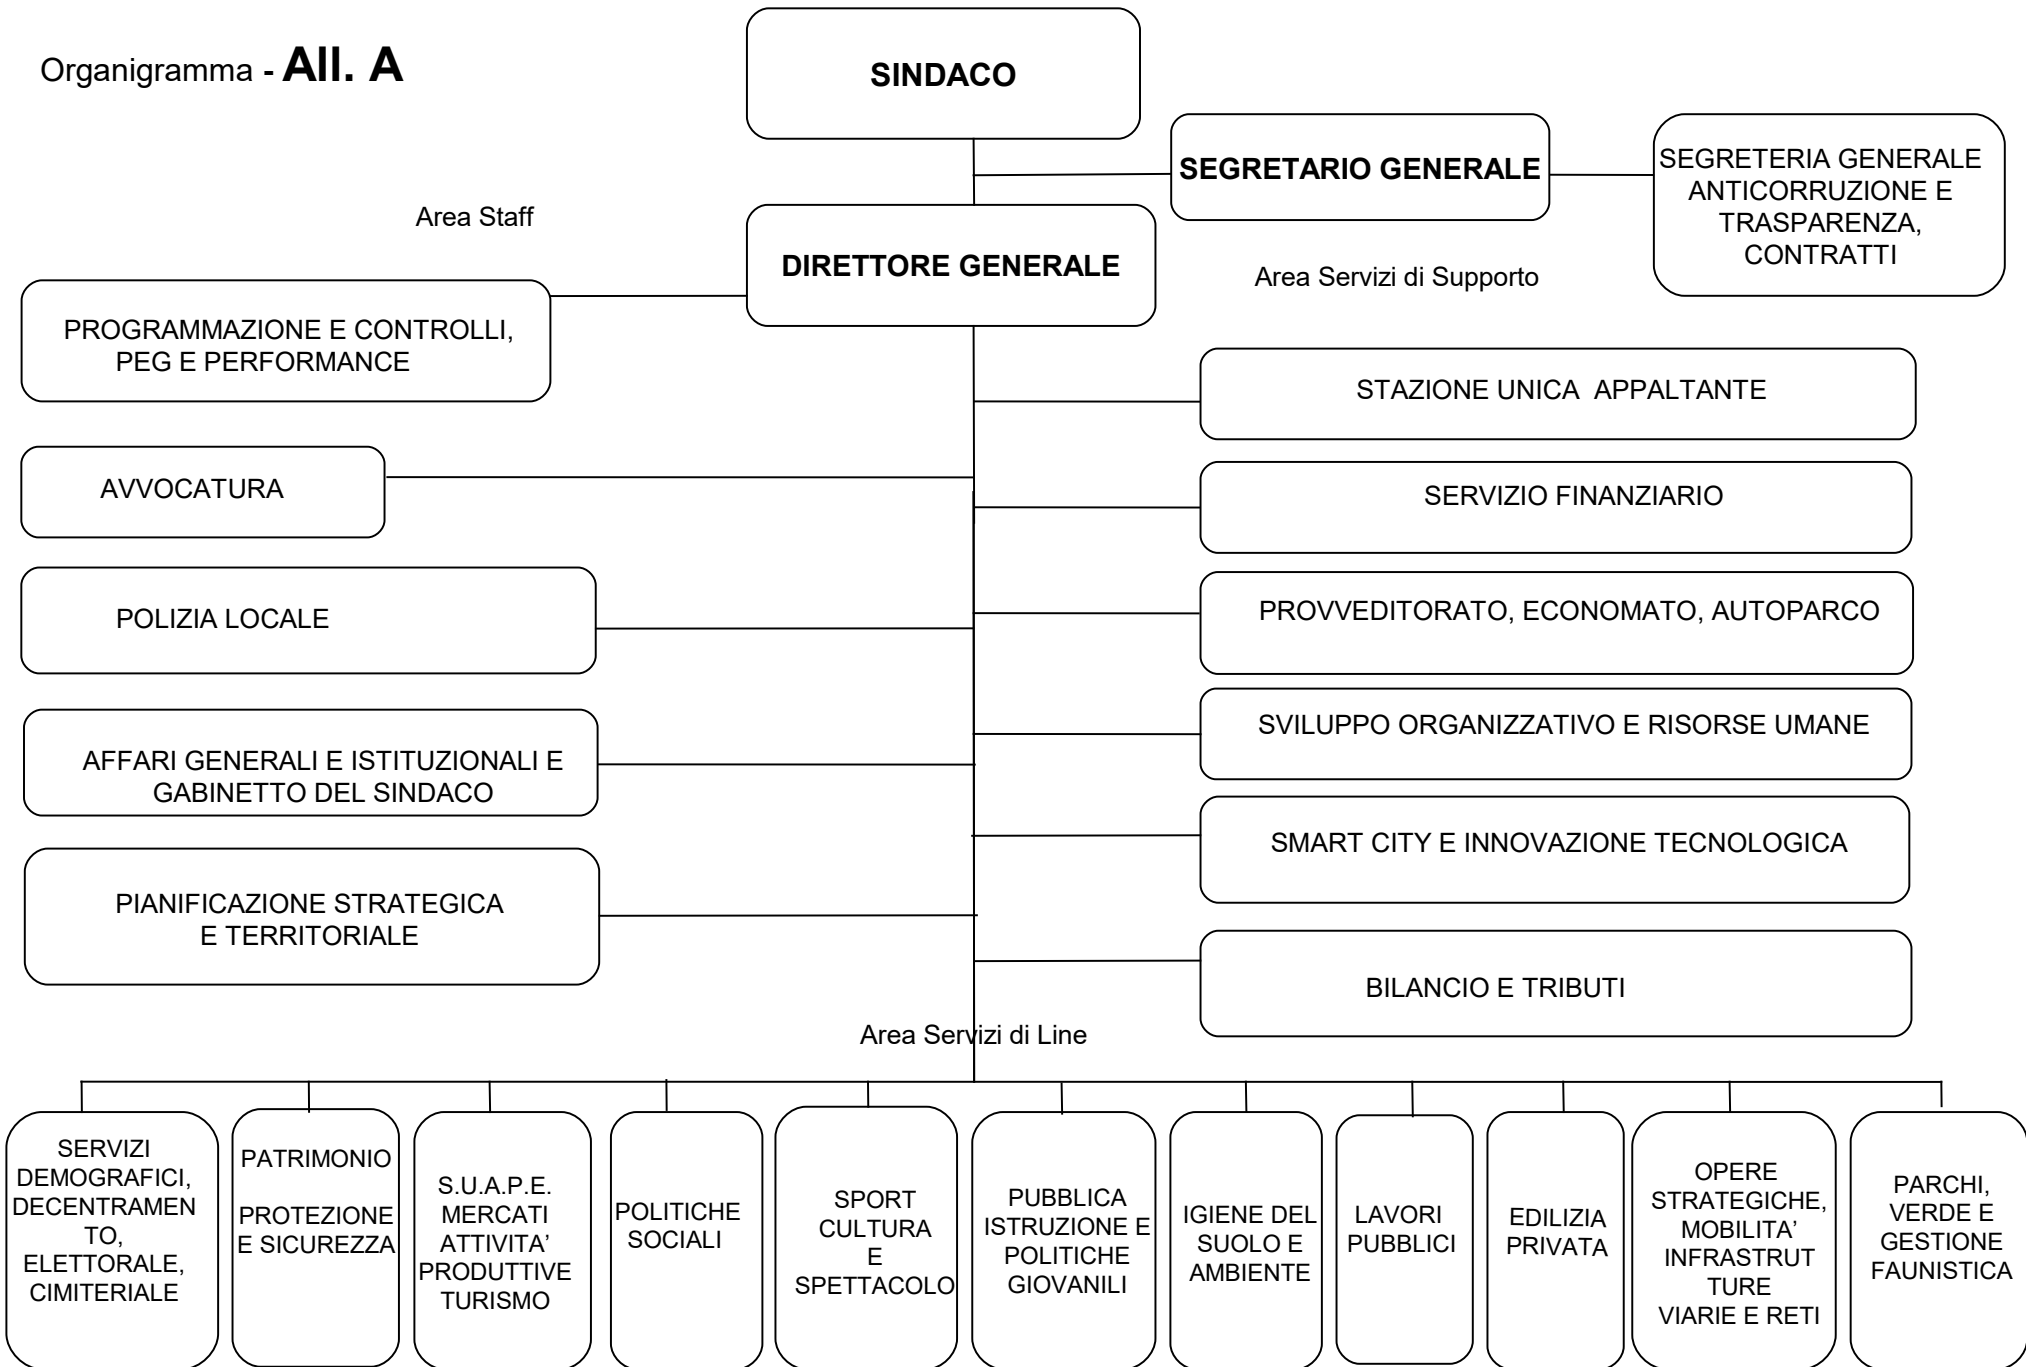 Organigramma - All. A
SINDACO
SEGRETARIO GENERALE
SEGRETERIA GENERALE
ANTICORRUZIONE E
TRASPARENZA,
CONTRATTI
Area Staff
DIRETTORE GENERALE
Area Servizi di Supporto
PROGRAMMAZIONE E CONTROLLI,
PEG E PERFORMANCE
AVVOCATURA
POLIZIA LOCALE
AFFARI GENERALI E ISTITUZIONALI E
GABINETTO DEL SINDACO
PIANIFICAZIONE STRATEGICA
E TERRITORIALE
STAZIONE UNICA  APPALTANTE
SERVIZIO FINANZIARIO
PROVVEDITORATO, ECONOMATO, AUTOPARCO
SVILUPPO ORGANIZZATIVO E RISORSE UMANE
SMART CITY E INNOVAZIONE TECNOLOGICA
BILANCIO E TRIBUTI
Area Servizi di Line
SERVIZI
DEMOGRAFICI,
DECENTRAMEN
TO,
ELETTORALE,
CIMITERIALE
PATRIMONIO
PROTEZIONE
E SICUREZZA
S.U.A.P.E.
MERCATI
ATTIVITA’
PRODUTTIVE
TURISMO
POLITICHE
SOCIALI
SPORT
CULTURA
E
SPETTACOLO
PUBBLICA
ISTRUZIONE E
POLITICHE
GIOVANILI
IGIENE DEL
SUOLO E
AMBIENTE
LAVORI
PUBBLICI
EDILIZIA
PRIVATA
OPERE
STRATEGICHE,
MOBILITA’
INFRASTRUT
TURE
VIARIE E RETI
PARCHI,
VERDE E
GESTIONE
FAUNISTICA